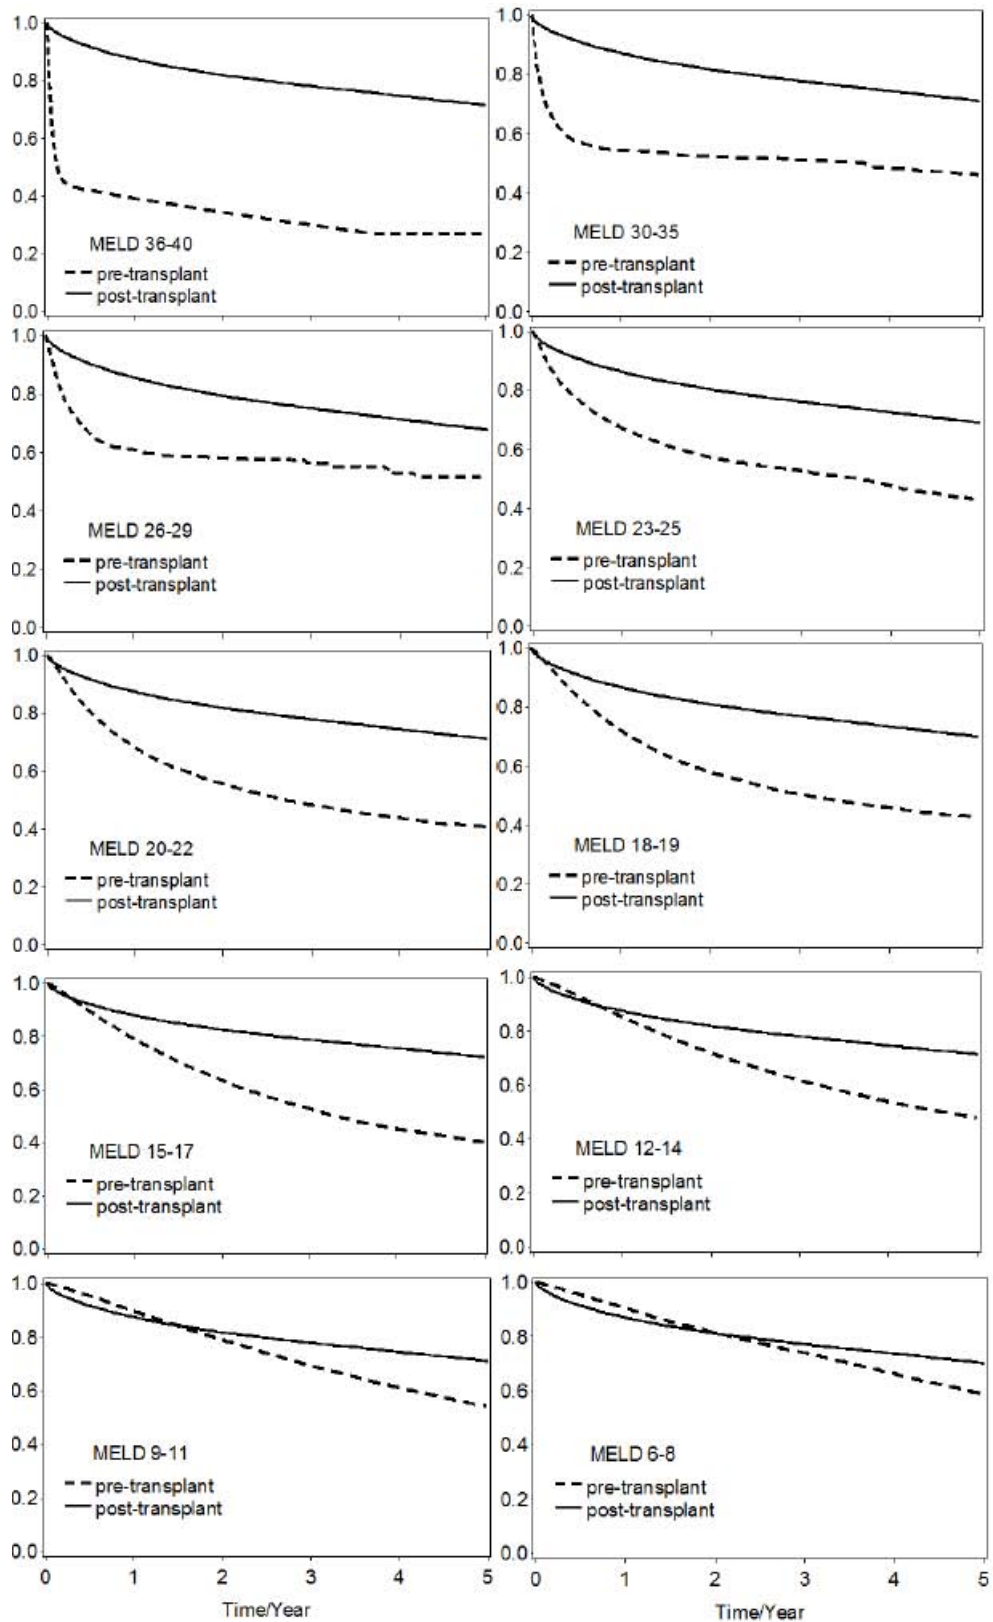 1.0
0.8
0.6
0.4
0.2
0.0
MELD 36-40
pre-transplant
post-transplant
1.0
0.8
0.6
0.4
0.2
0.0
MELD 30-35
pre-transplant
post-transplant
1.0
0.8
0.6
0.4
0.2
0.0
MELD 26-29
pre-transplant
post-transplant
1.0
0.8
0.6
0.4
0.2
0.0
MELD 23-25
pre-transplant
post-transplant
1.0
0.8
0.6
0.4
0.2
0.0
MELD 20-22
pre-transplant
post-transplant
1.0
0.8
0.6
0.4
0.2
0.0
MELD 18-19
pre-transplant
post-transplant
1.0
0.8
0.6
0.4
0.2
0.0
MELD 15-17
pre-transplant
post-transplant
1.0
0.8
0.6
0.4
0.2
0.0
MELD 12-14
pre-transplant
post-transplant
1.0
0.8
0.6
0.4
0.2
0.0
MELD 9-11
pre-transplant
post-transplant
0 1 2 3 4 5
Time/Year
1.0
0.8
0.6
0.4
0.2
0.0
MELD 6-8
pre-transplant
post-transplant
0 1 2 3 4 5
Time/Year